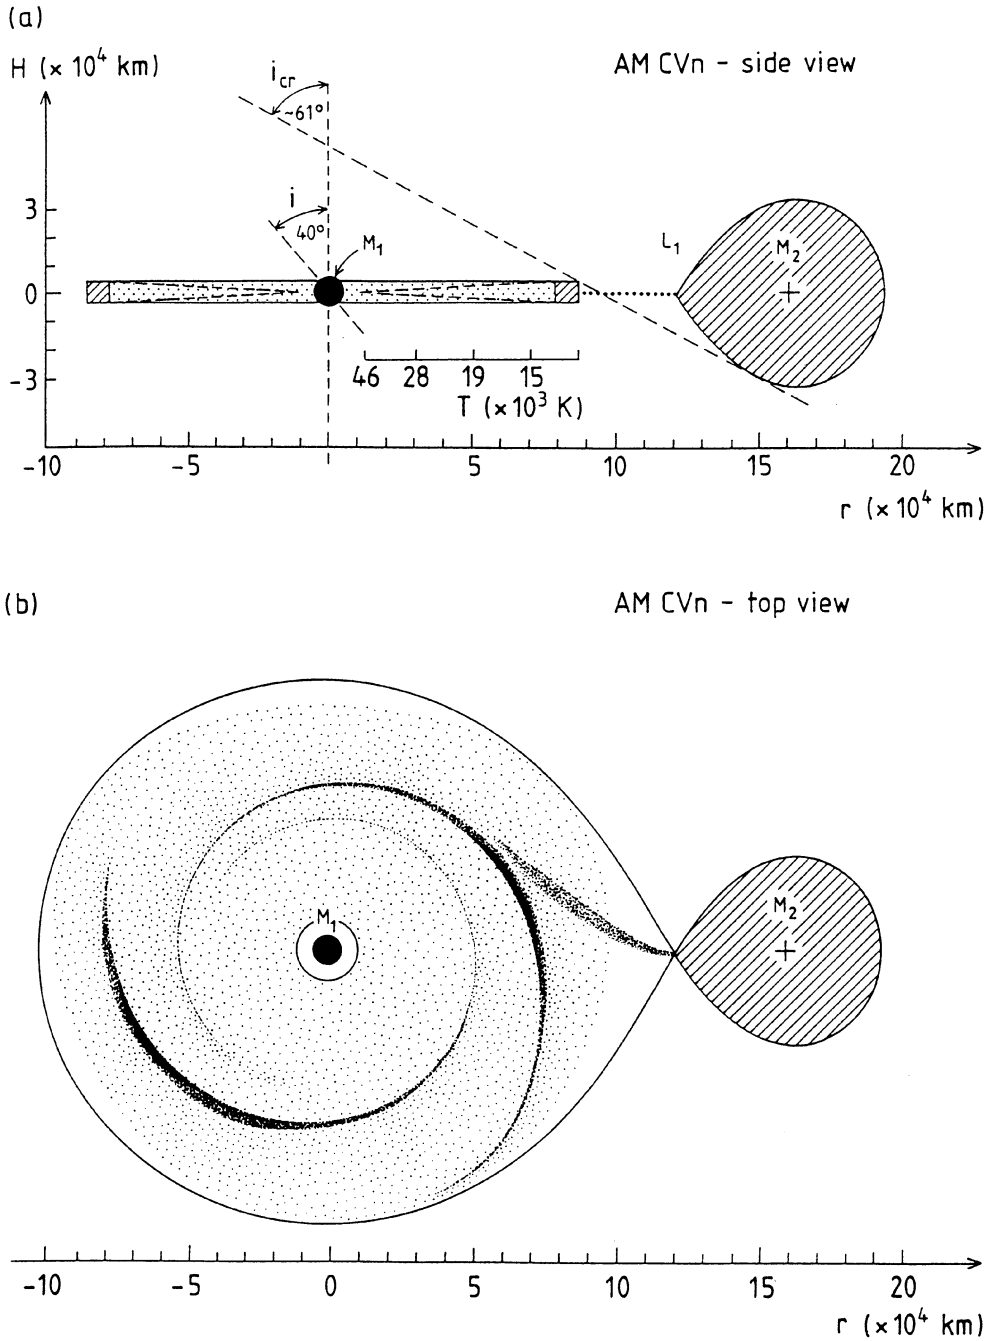 (a)
AM CVn – side view
H (× 10⁴ km)
i_cr
~61°
i
40°
M₁
L₁
M₂
3
0
-3
46 28 19 15
T (×10³ K)
-10 -5 5 10 15 20
r (× 10⁴ km)
(b)
AM CVn – top view
M₁
M₂
-10 -5 0 5 10 15 20
r (× 10⁴ km)